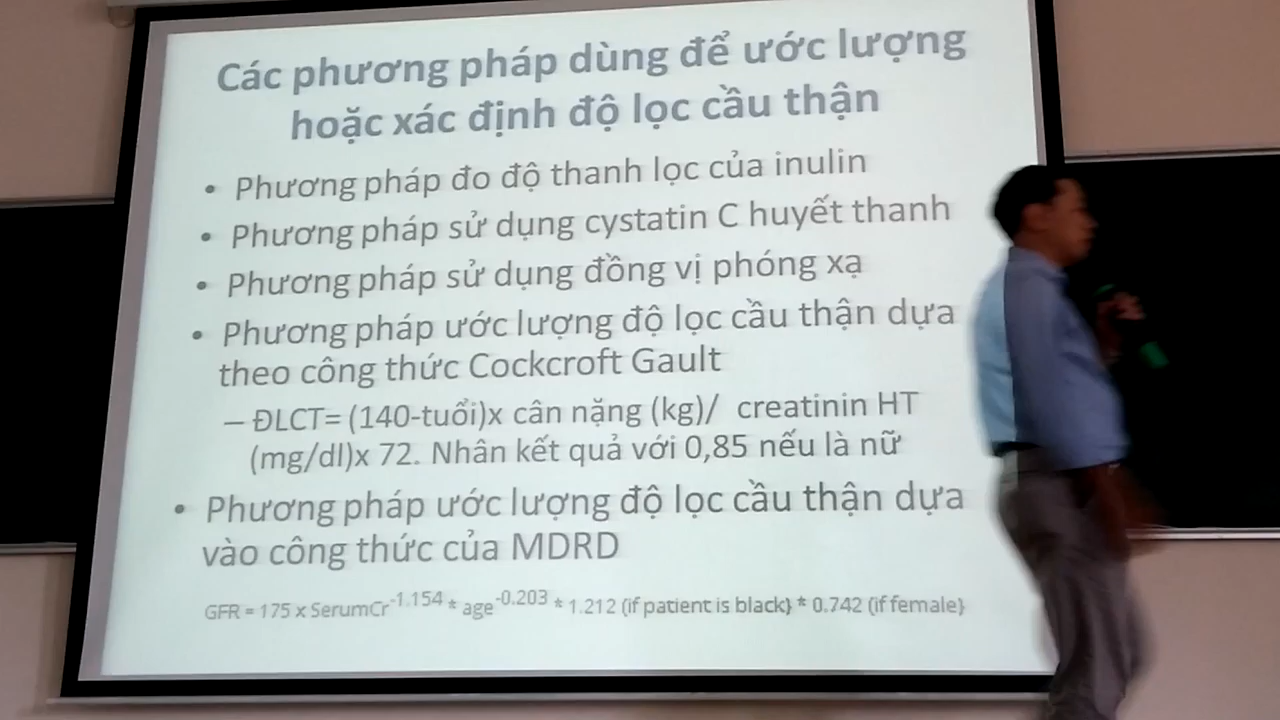 Các phương pháp dùng để ước lượng
hoặc xác định độ lọc cầu thận
• Phương pháp đo độ thanh lọc của inulin
• Phương pháp sử dụng cystatin C huyết thanh
• Phương pháp sử dụng đồng vị phóng xạ
• Phương pháp ước lượng độ lọc cầu thận dựa
theo công thức Cockcroft Gault
– ĐLCT= (140-tuổi)x cân nặng (kg)/ creatinin HT
(mg/dl)x 72. Nhân kết quả với 0,85 nếu là nữ
• Phương pháp ước lượng độ lọc cầu thận dựa
vào công thức của MDRD
GFR = 175 x SerumCr^-1.154 * age^-0.203 * 1.212 (if patient is black) * 0.742 (if female)